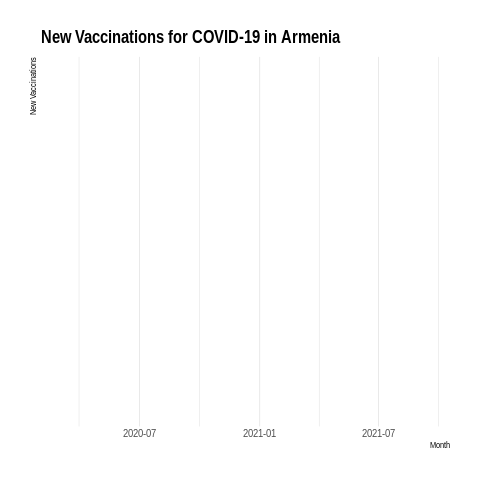 New Vaccinations for COVID-19 in Armenia
New Vaccinations
2020-07
2021-01
2021-07
Month